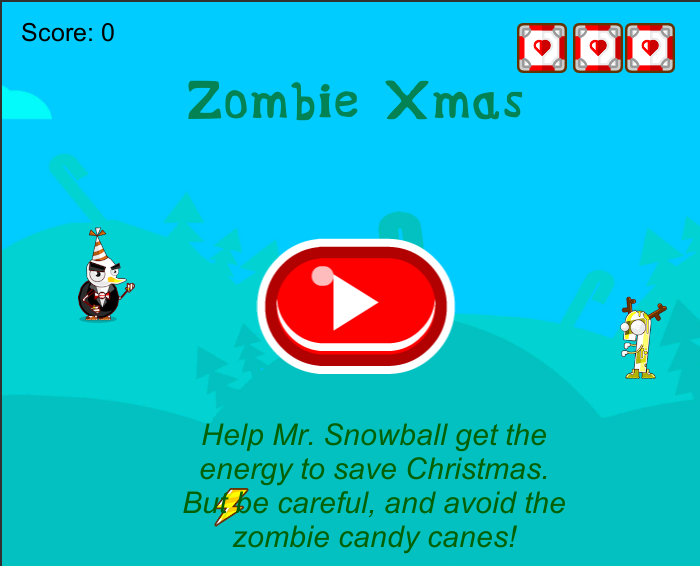 Score: 0
Zombie Xmas
Help Mr. Snowball get the
energy to save Christmas.
But be careful, and avoid the
zombie candy canes!